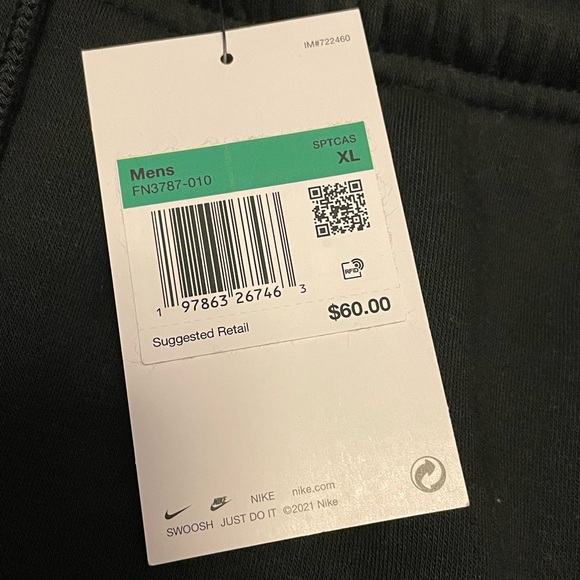 IM#722460
Mens SPTCAS
FN3787-010 XL
RFID
1 97863 26746 3
Suggested Retail $60.00
NIKE nike.com
SWOOSH JUST DO IT ©2021 Nike